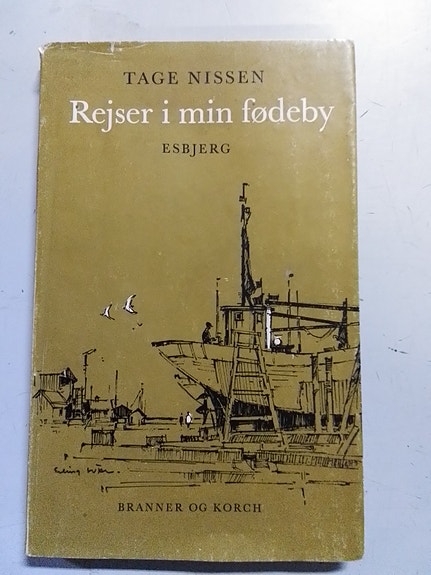 TAGE NISSEN
Rejser i min fødeby
ESBJERG
BRANNER OG KORCH